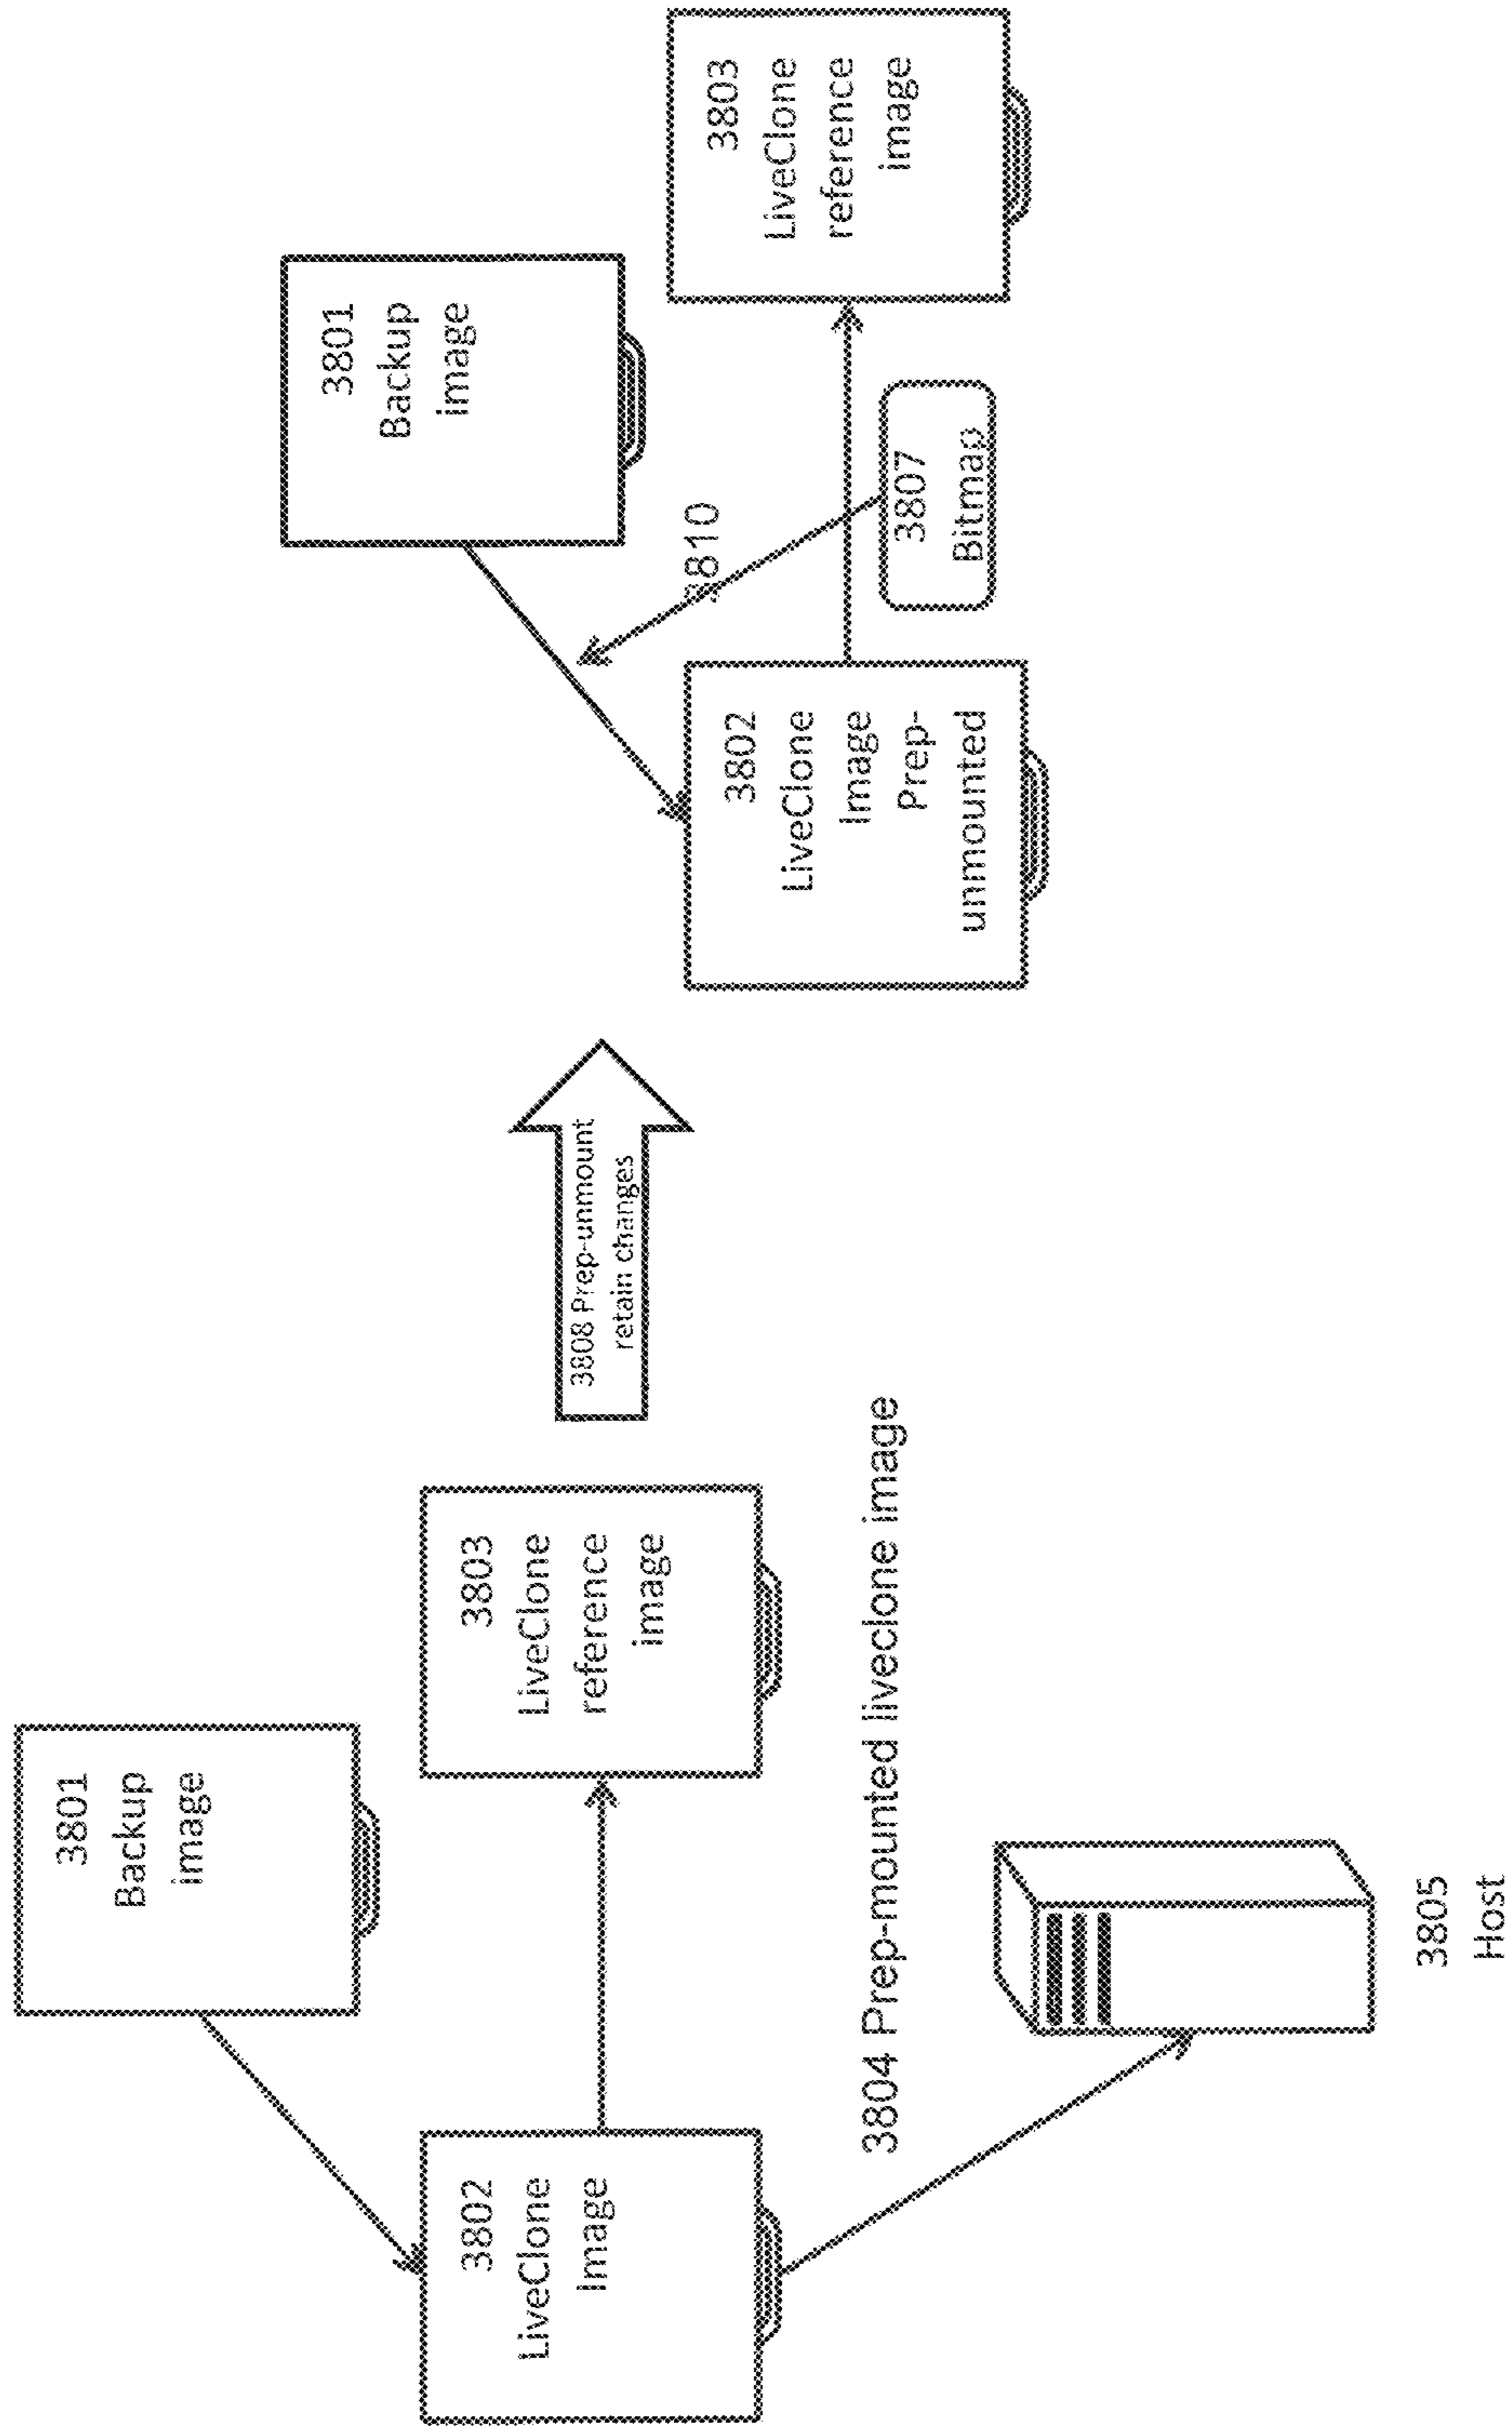 3801
Backup
image
3802
LiveClone
Image
3803
LiveClone
reference
image
3804 Prep-mounted liveclone image
3805
Host
3808 Prep-unmount
retain changes
3801
Backup
image
3810
3802
LiveClone
Image
Prep-
unmounted
3807
Bitmap
3803
LiveClone
reference
image